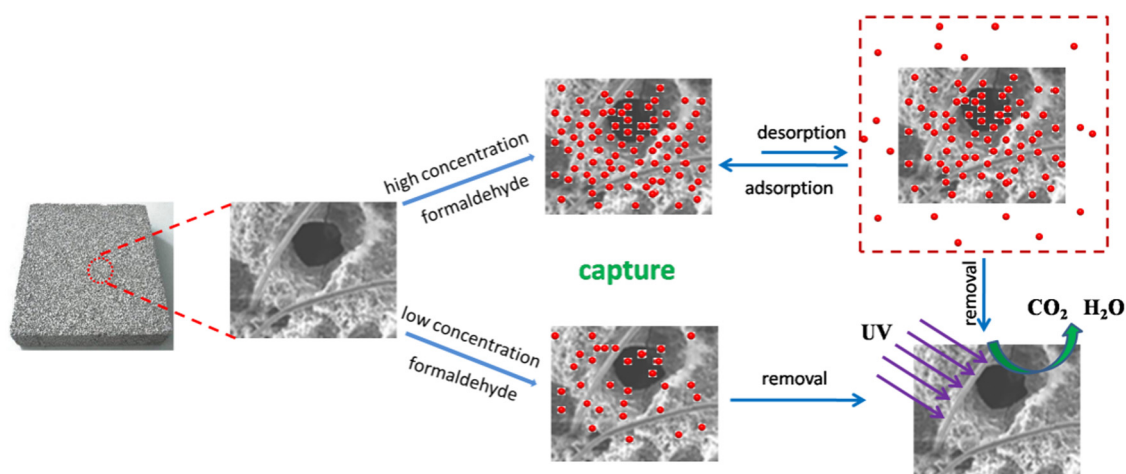 high concentration
formaldehyde
desorption
adsorption
capture
low concentration
formaldehyde
removal
removal
UV
CO₂ H₂O